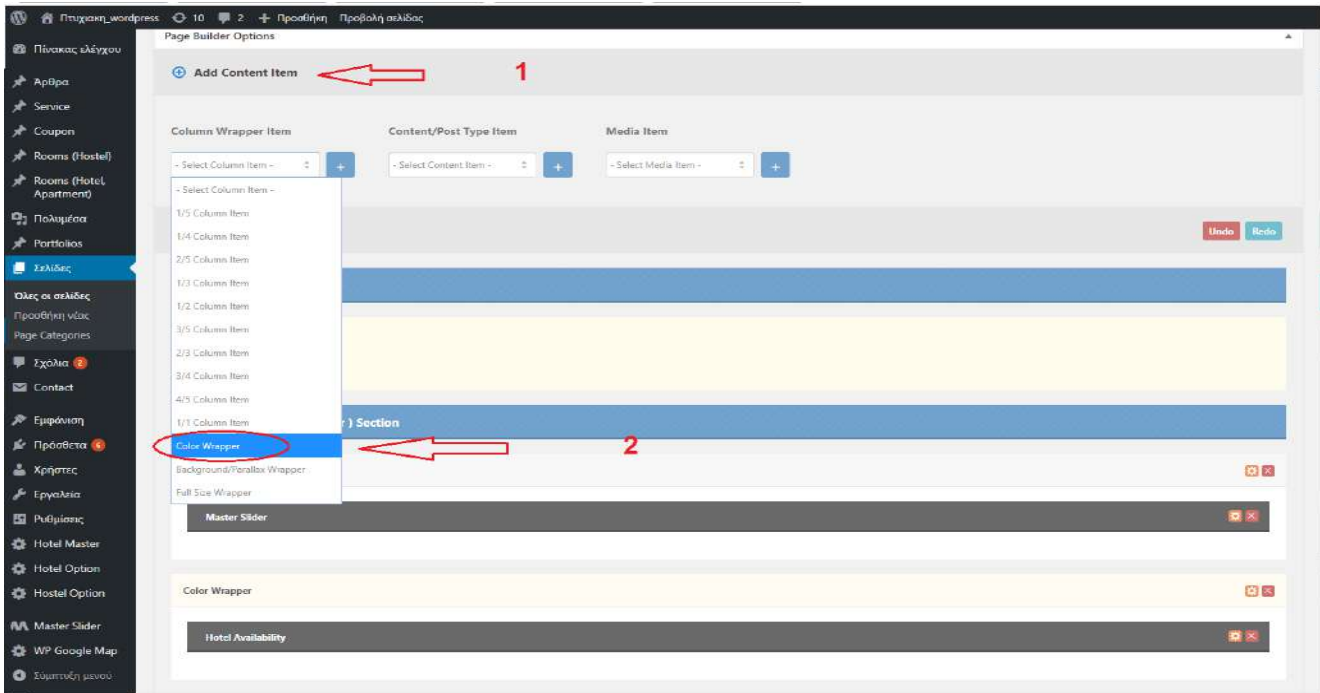 Πτυχιακη_wordpress 10 2 + Προσθήκη Προβολή σελίδας
Πίνακας ελέγχου
Άρθρα
Service
Coupon
Rooms (Hostel)
Rooms (Hotel,
Apartment)
Πολυμέσα
Portfolios
Σελίδες
Όλες οι σελίδες
Προσθήκη νέας
Page Categories
Σχόλια 2
Contact
Εμφάνιση
Πρόσθετα 6
Χρήστες
Εργαλεία
Ρυθμίσεις
Hotel Master
Hotel Option
Hostel Option
Master Slider
WP Google Map
Σύμπτυξη μενού
Page Builder Options
Add Content Item
1
Column Wrapper Item Content/Post Type Item Media Item
- Select Column Item - + - Select Content Item - + - Select Media Item - +
- Select Column Item -
1/5 Column Item
1/4 Column Item
2/5 Column Item
1/3 Column Item
1/2 Column Item
3/5 Column Item
2/3 Column Item
3/4 Column Item
4/5 Column Item
1/1 Column Item
Color Wrapper
2
Background/Parallax Wrapper
Full Size Wrapper
Undo Redo
r ) Section
Master Slider
Color Wrapper
Hotel Availability